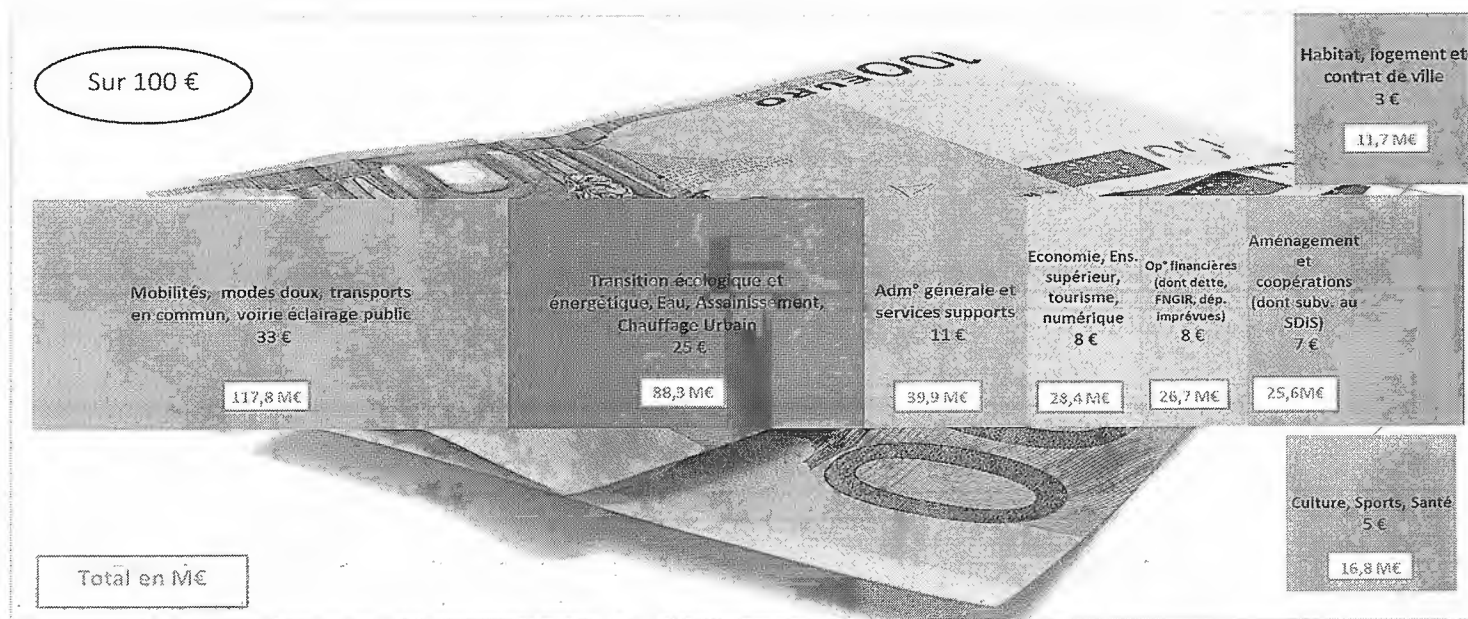 Sur 100 €
100 EURO
Habitat, logement et
contrat de ville
3 €
11,7 M€
Mobilités, modes doux, transports
en commun, voirie éclairage public
33 €
117,8 M€
Transition écologique et
énergétique, Eau, Assainissement,
Chauffage Urbain
25 €
88,3 M€
Adm° générale et
services supports
11 €
39,9 M€
Economie, Ens.
supérieur,
tourisme,
numérique
8 €
28,4 M€
Op° financières
(dont dette,
FNGIR, dép.
imprévues)
8 €
26,7 M€
Aménagement
et
coopérations
(dont subv. au
SDIS)
7 €
25,6M€
Culture, Sports, Santé
5 €
16,8 M€
Total en M€